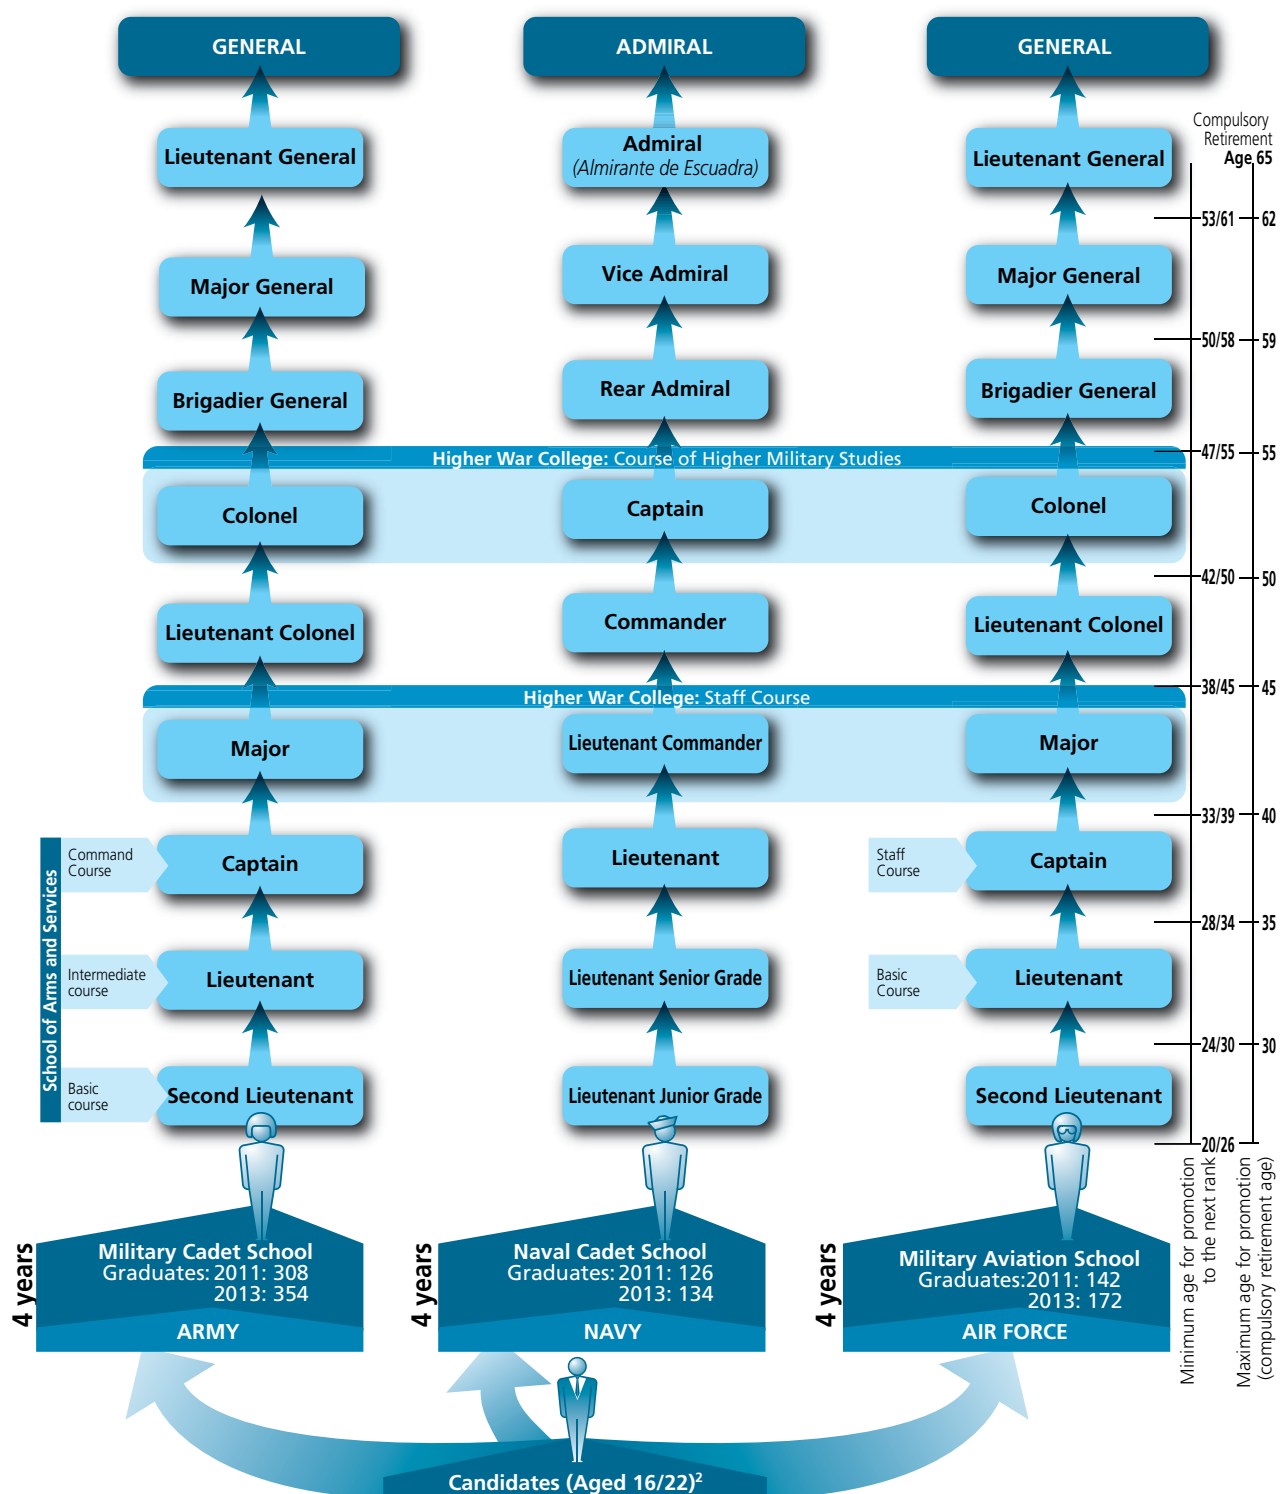 GENERAL
ADMIRAL
GENERAL
Compulsory
Retirement
Age 65
Lieutenant General
Admiral
(Almirante de Escuadra)
Lieutenant General
53/61
62
Major General
Vice Admiral
Major General
50/58
59
Brigadier General
Rear Admiral
Brigadier General
Higher War College: Course of Higher Military Studies
47/55
55
Colonel
Captain
Colonel
42/50
50
Lieutenant Colonel
Commander
Lieutenant Colonel
Higher War College: Staff Course
38/45
45
Major
Lieutenant Commander
Major
33/39
40
School of Arms and Services
Command
Course
Captain
Lieutenant
Staff
Course
Captain
28/34
35
Intermediate
course
Lieutenant
Lieutenant Senior Grade
Basic
Course
Lieutenant
24/30
30
Basic
course
Second Lieutenant
Lieutenant Junior Grade
Second Lieutenant
20/26
Minimum age for promotion
to the next rank
Maximum age for promotion
(compulsory retirement age)
4 years
Military Cadet School
Graduates: 2011: 308
2013: 354
ARMY
4 years
Naval Cadet School
Graduates: 2011: 126
2013: 134
NAVY
4 years
Military Aviation School
Graduates:2011: 142
2013: 172
AIR FORCE
Candidates (Aged 16/22)²